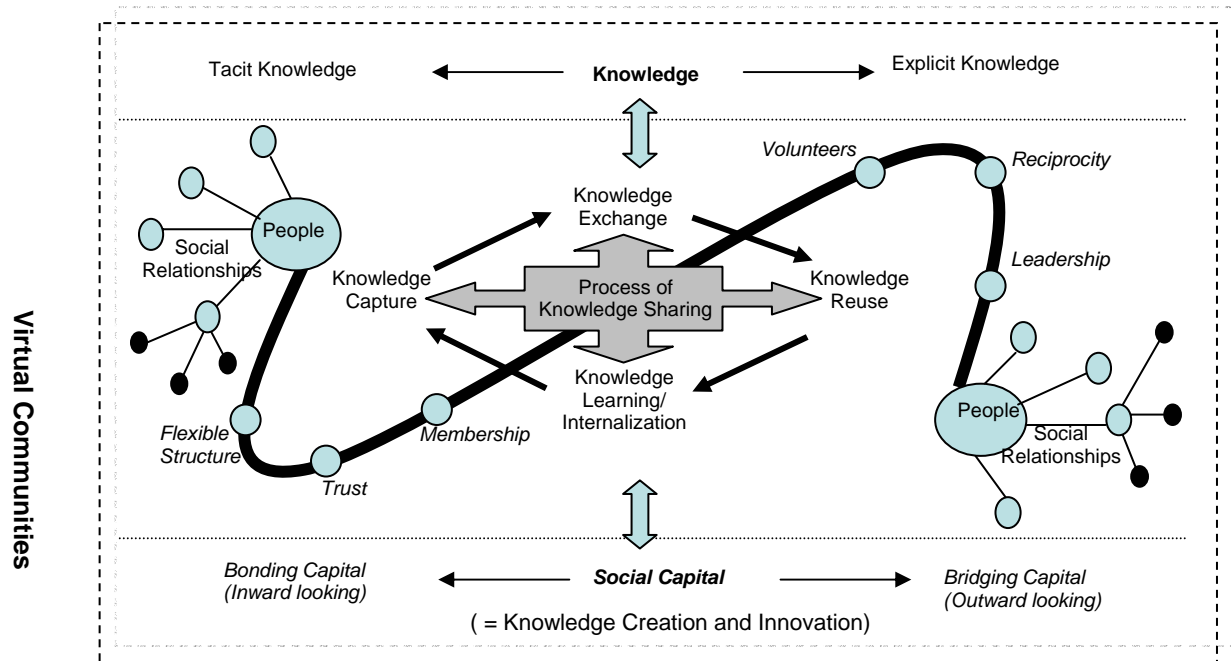 Virtual Communities
Tacit Knowledge
Knowledge
Explicit Knowledge
Volunteers
Reciprocity
Knowledge
Exchange
People
Social
Relationships
Knowledge
Capture
Process of
Knowledge Sharing
Knowledge
Reuse
Leadership
Knowledge
Learning/
Internalization
People
Social
Relationships
Flexible
Structure
Membership
Trust
Bonding Capital
(Inward looking)
Social Capital
Bridging Capital
(Outward looking)
( = Knowledge Creation and Innovation)